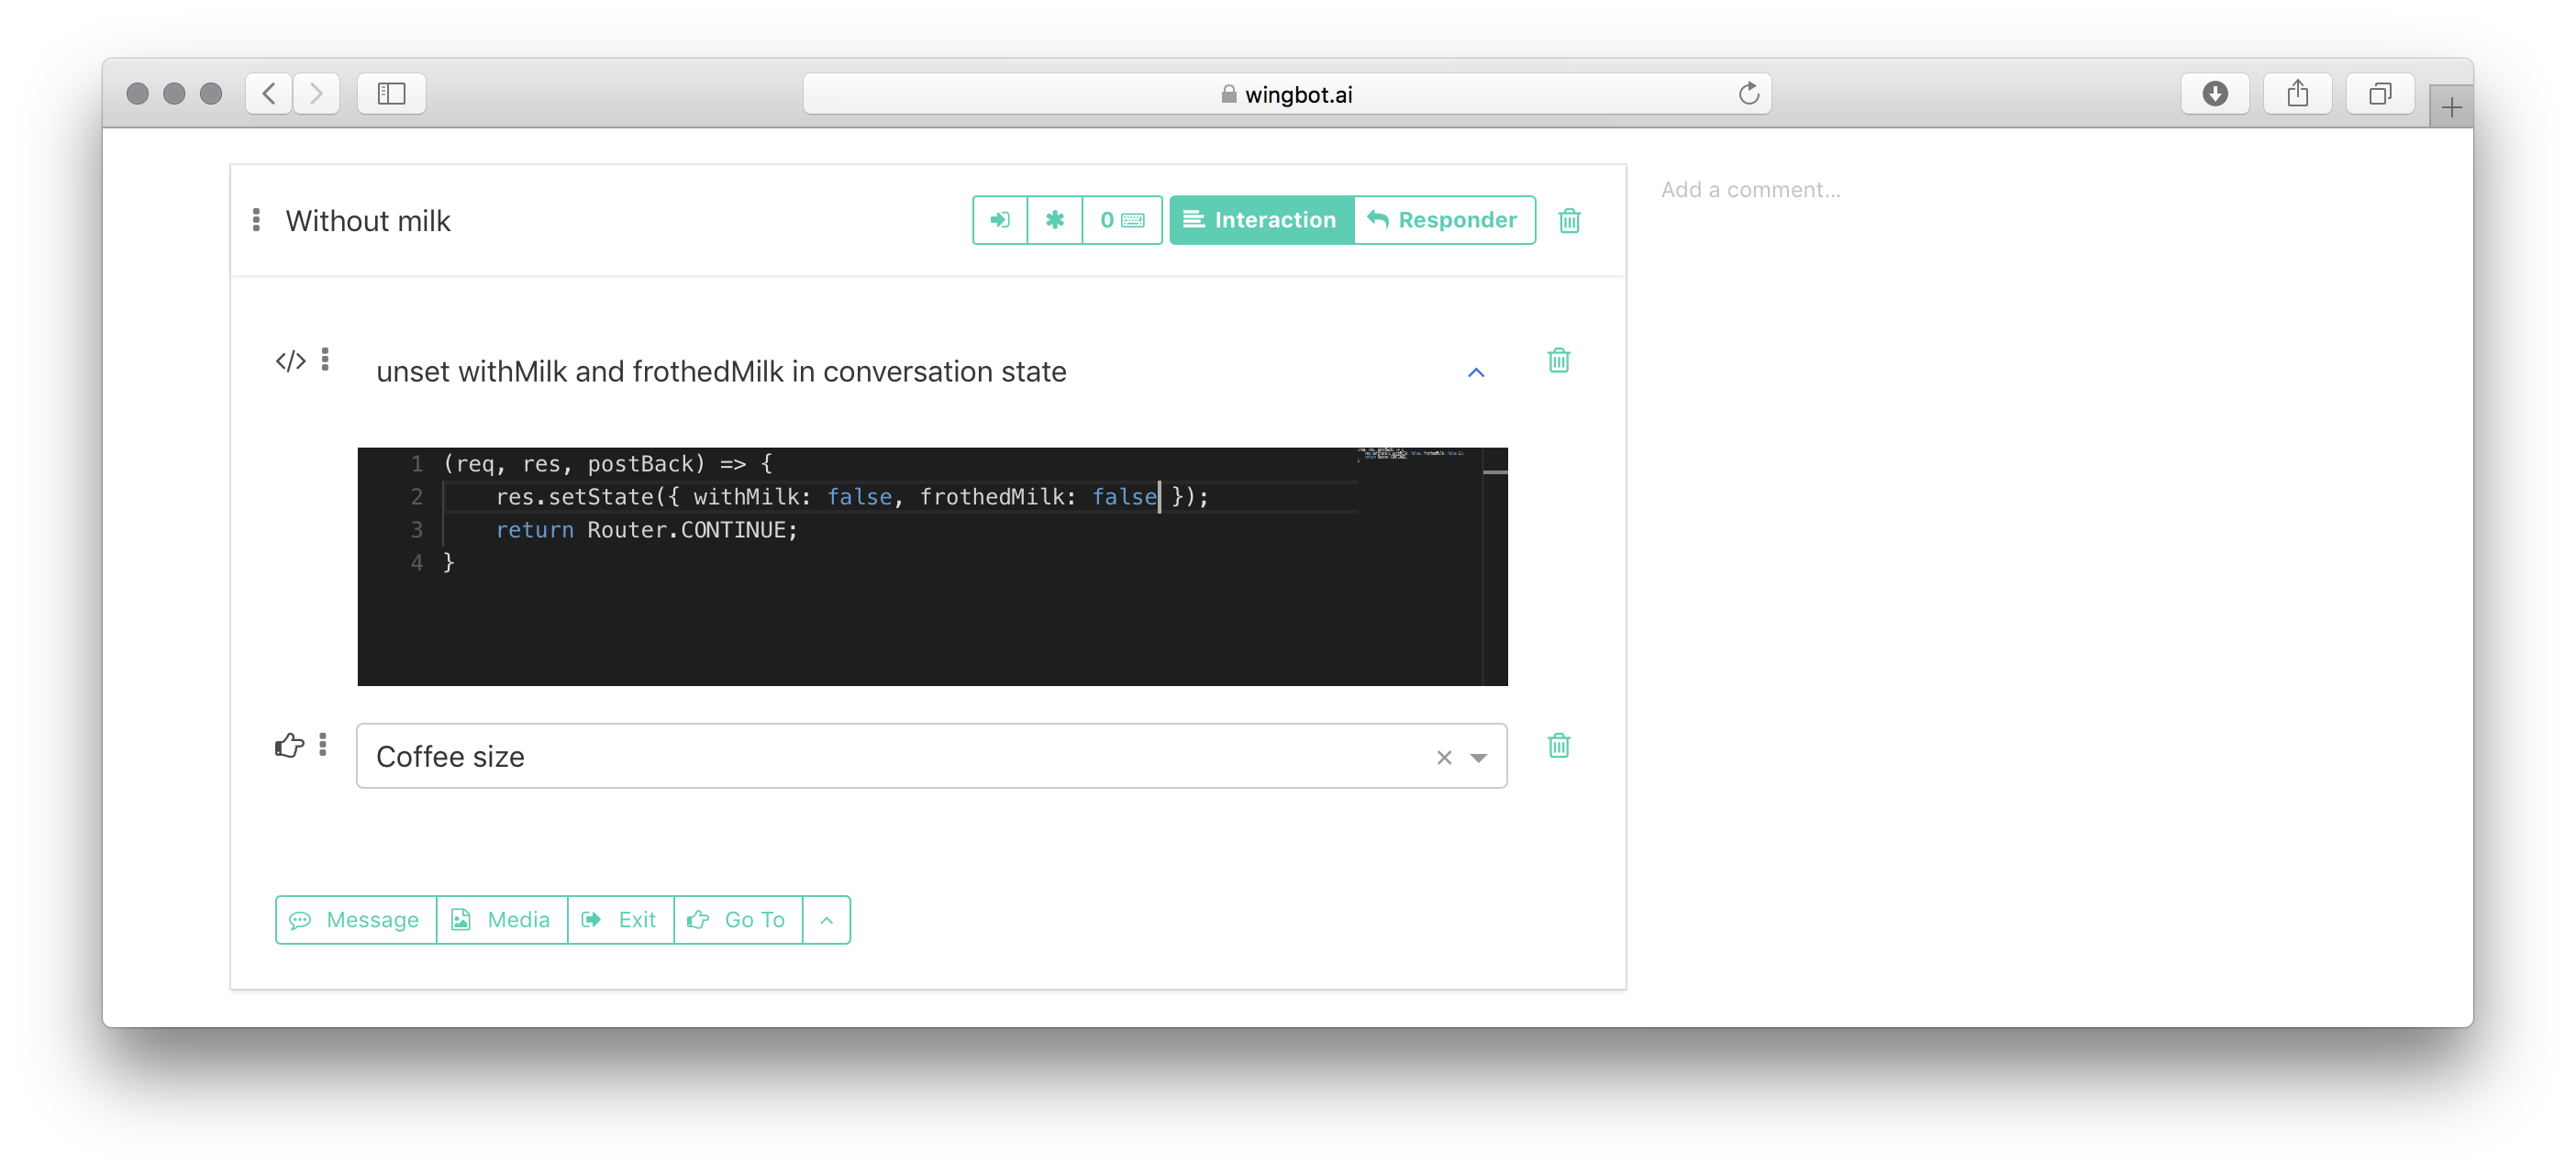 wingbot.ai
Without milk
0
Interaction
Responder
Add a comment...
unset withMilk and frothedMilk in conversation state
1 (req, res, postBack) => {
2     res.setState({ withMilk: false, frothedMilk: false });
3     return Router.CONTINUE;
4 }
Coffee size
Message
Media
Exit
Go To